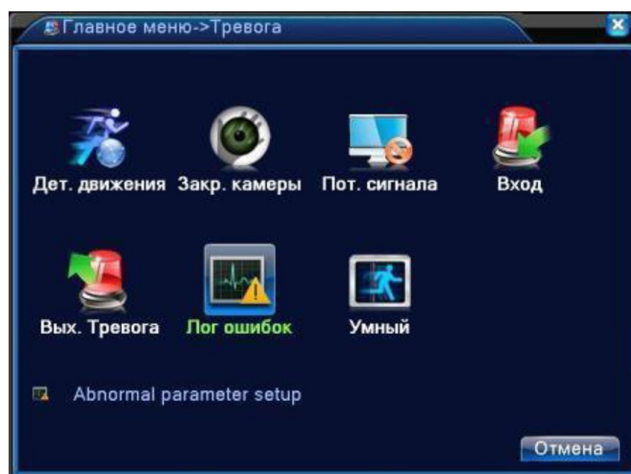 Главное меню->Тревога
Дет. движения Закр. камеры Пот. сигнала Вход
Вых. Тревога Лог ошибок Умный
Abnormal parameter setup
Отмена